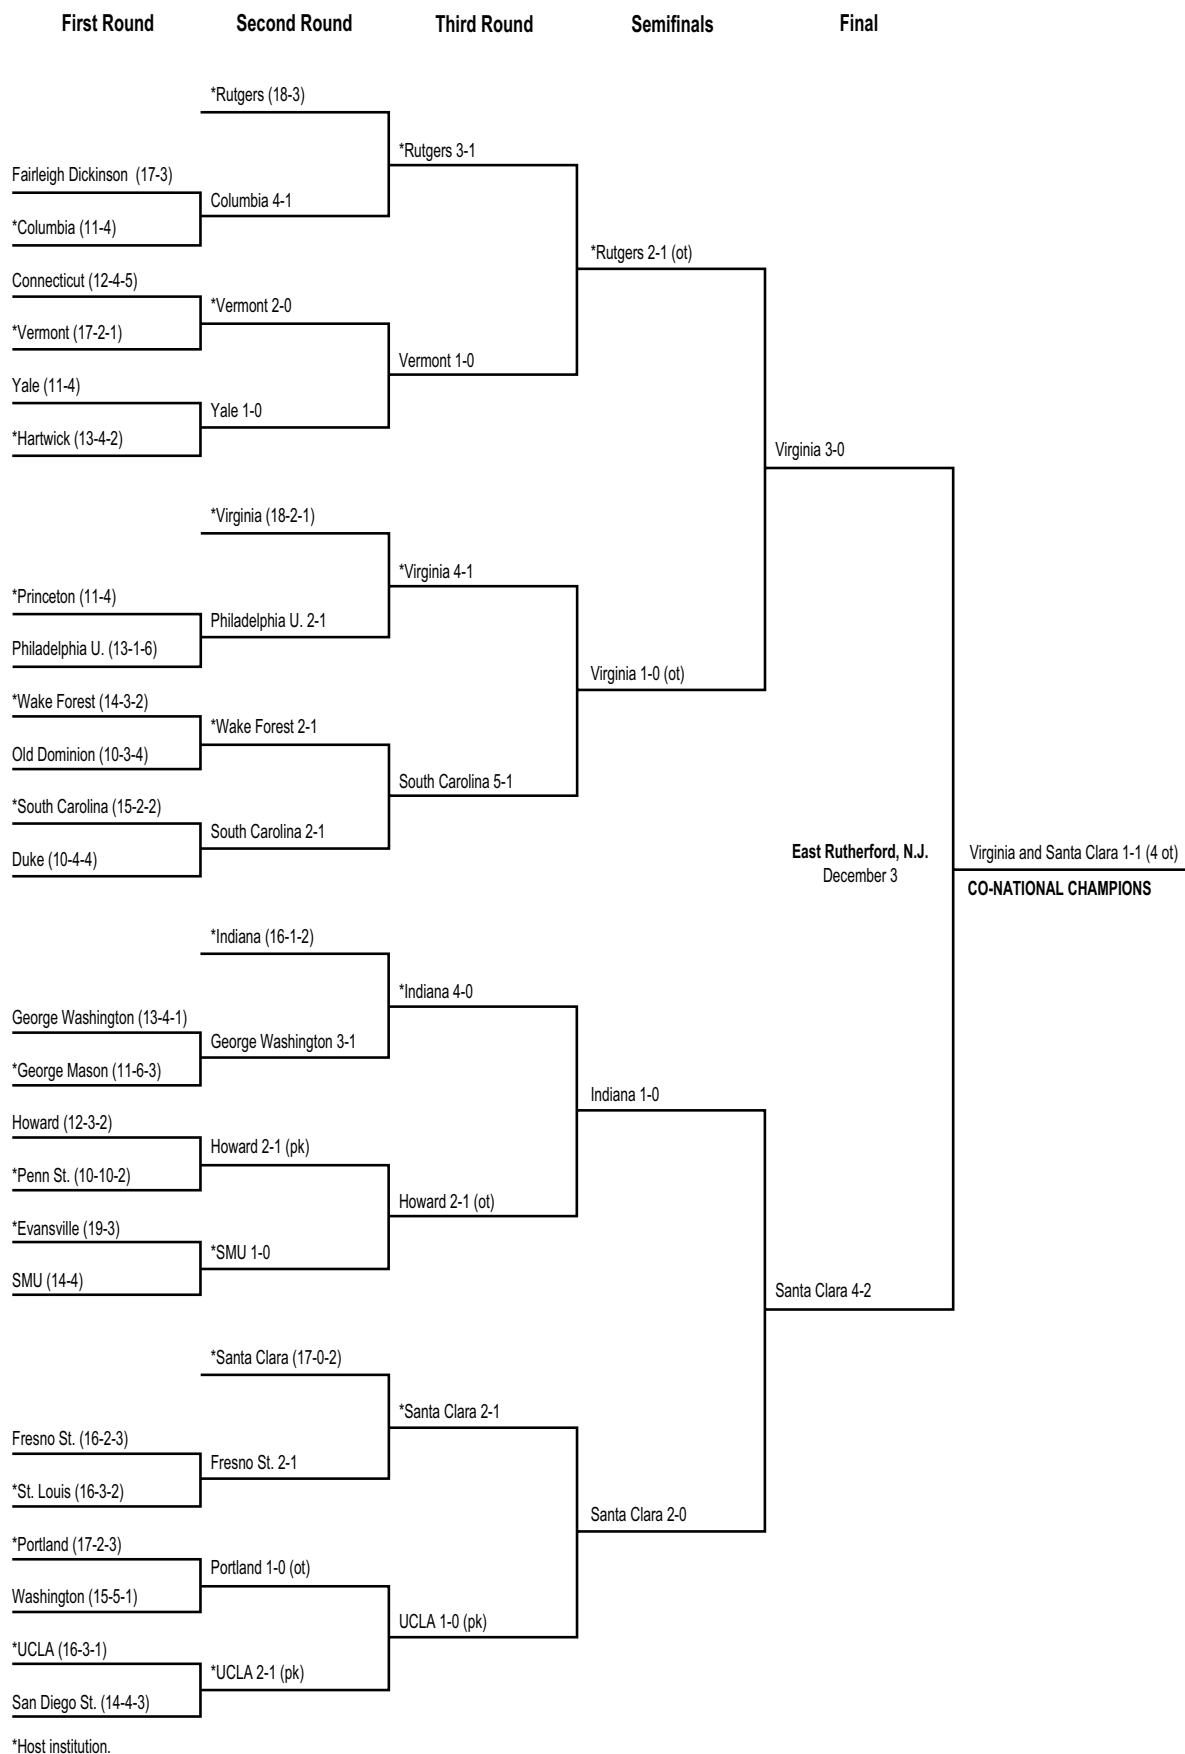 First Round
Second Round
Third Round
Semifinals
Final
*Rutgers (18-3)
*Rutgers 3-1
Fairleigh Dickinson  (17-3)
Columbia 4-1
*Columbia (11-4)
*Rutgers 2-1 (ot)
Connecticut (12-4-5)
*Vermont 2-0
*Vermont (17-2-1)
Vermont 1-0
Yale (11-4)
Yale 1-0
*Hartwick (13-4-2)
Virginia 3-0
*Virginia (18-2-1)
*Virginia 4-1
*Princeton (11-4)
Philadelphia U. 2-1
Philadelphia U. (13-1-6)
Virginia 1-0 (ot)
*Wake Forest (14-3-2)
*Wake Forest 2-1
Old Dominion (10-3-4)
South Carolina 5-1
*South Carolina (15-2-2)
South Carolina 2-1
Duke (10-4-4)
East Rutherford, N.J.
December 3
Virginia and Santa Clara 1-1 (4 ot)
CO-NATIONAL CHAMPIONS
*Indiana (16-1-2)
*Indiana 4-0
George Washington (13-4-1)
George Washington 3-1
*George Mason (11-6-3)
Indiana 1-0
Howard (12-3-2)
Howard 2-1 (pk)
*Penn St. (10-10-2)
Howard 2-1 (ot)
*Evansville (19-3)
*SMU 1-0
SMU (14-4)
Santa Clara 4-2
*Santa Clara (17-0-2)
*Santa Clara 2-1
Fresno St. (16-2-3)
Fresno St. 2-1
*St. Louis (16-3-2)
Santa Clara 2-0
*Portland (17-2-3)
Portland 1-0 (ot)
Washington (15-5-1)
UCLA 1-0 (pk)
*UCLA (16-3-1)
*UCLA 2-1 (pk)
San Diego St. (14-4-3)
*Host institution.